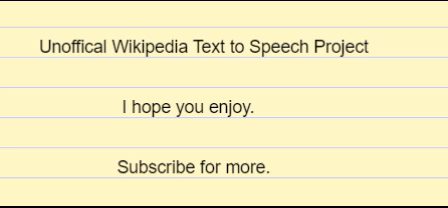 Unoffical Wikipedia Text to Speech Project
I hope you enjoy.
Subscribe for more.